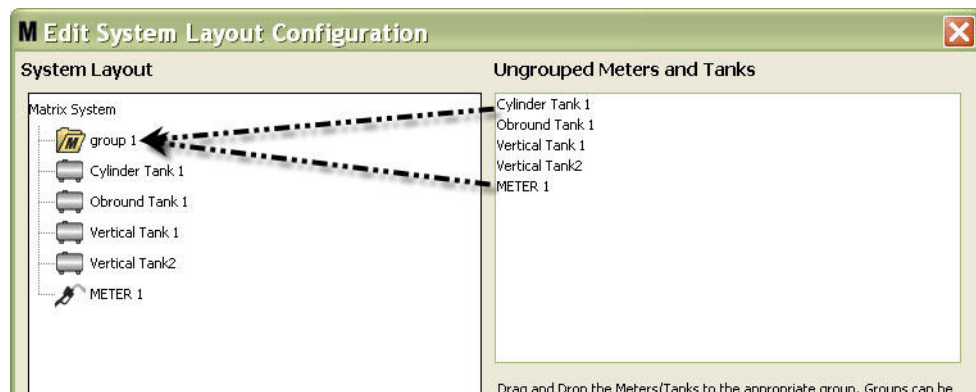 M Edit System Layout Configuration
System Layout
Ungrouped Meters and Tanks
Matrix System
M group 1
Cylinder Tank 1
Obround Tank 1
Vertical Tank 1
Vertical Tank2
METER 1
Cylinder Tank 1
Obround Tank 1
Vertical Tank 1
Vertical Tank2
METER 1
Drag and Drop the Meters/Tanks to the appropriate group. Groups can be